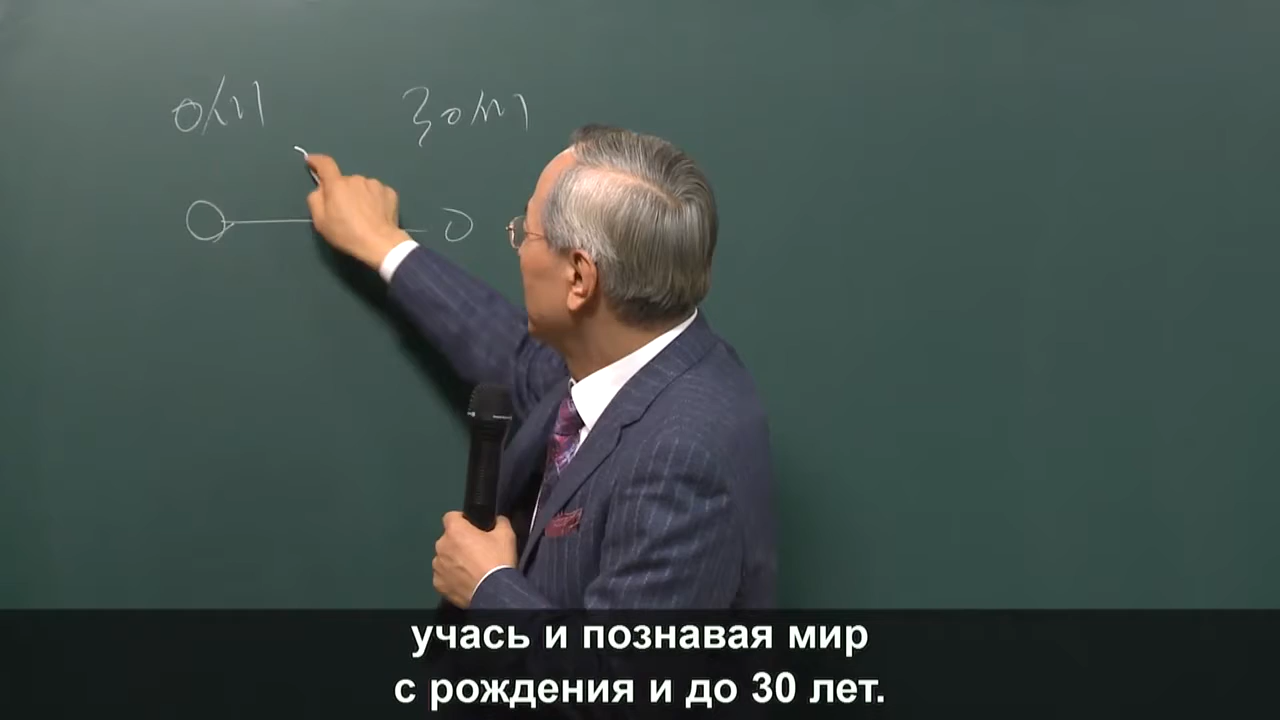 0세 30세
учась и познавая мир
с рождения и до 30 лет.